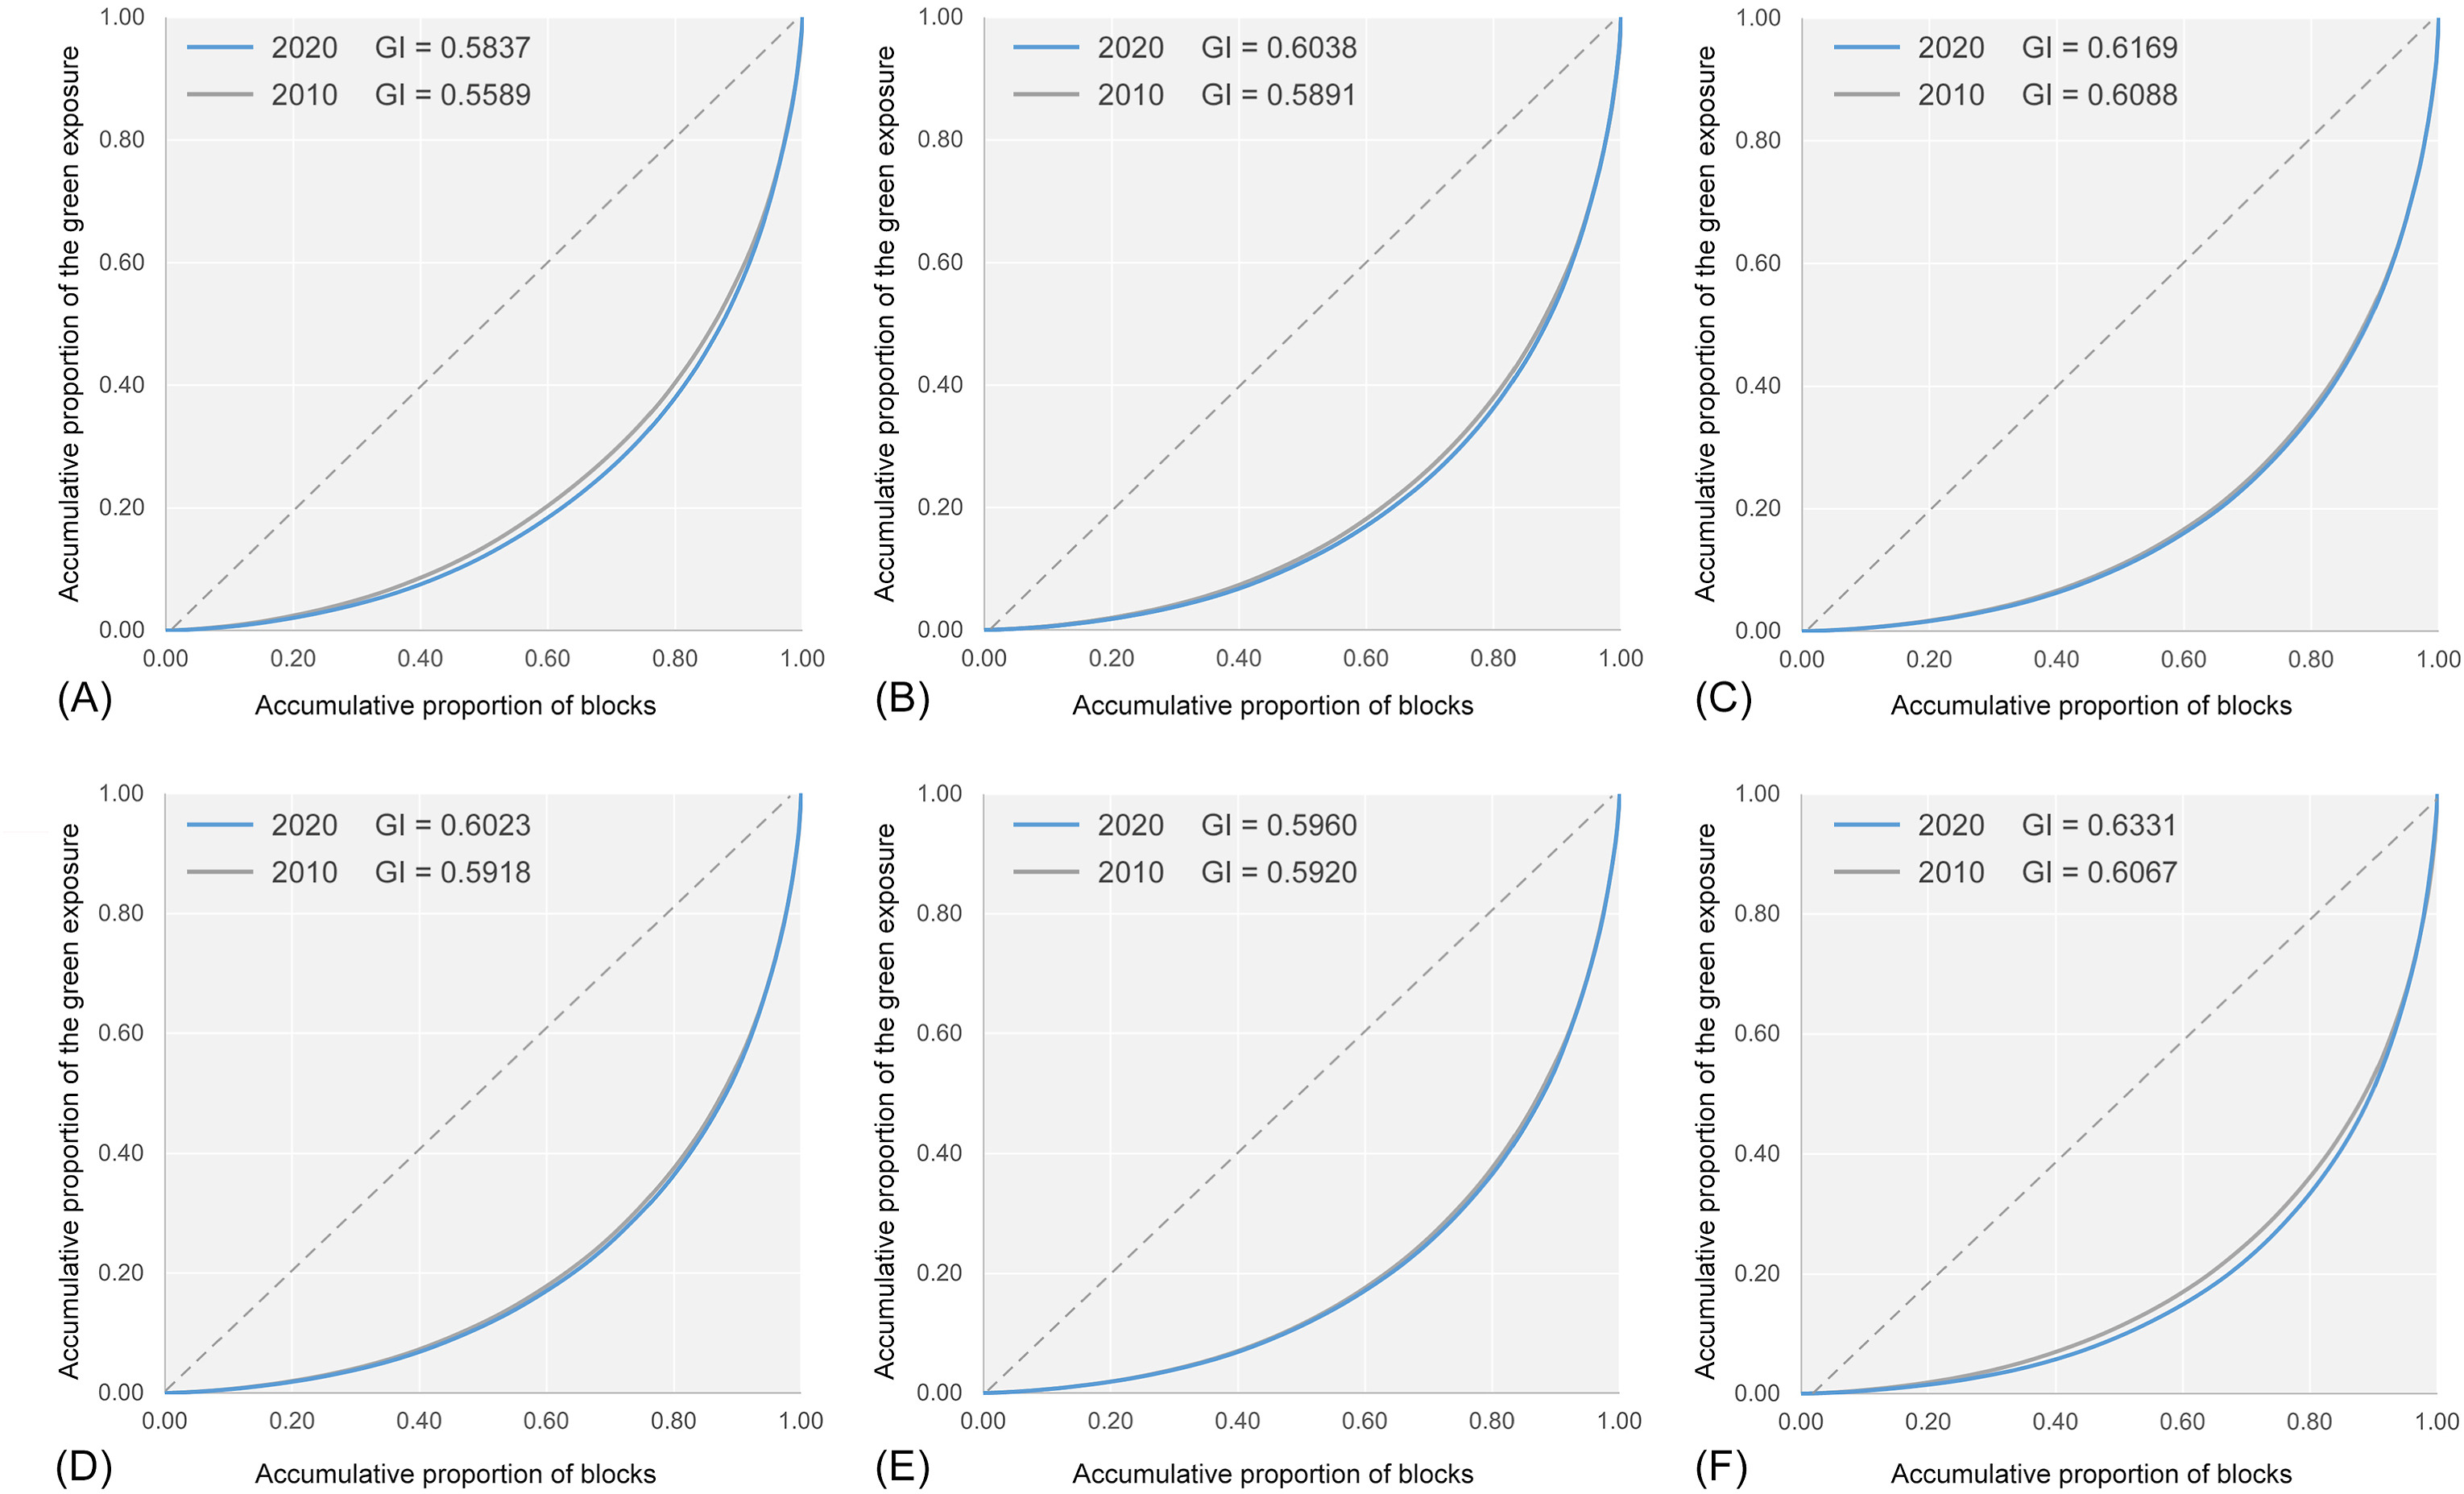 Accumulative proportion of the green exposure
1.00
0.80
0.60
0.40
0.20
0.00
2020 GI = 0.5837
2010 GI = 0.5589
0.00 0.20 0.40 0.60 0.80 1.00
(A) Accumulative proportion of blocks
Accumulative proportion of the green exposure
1.00
0.80
0.60
0.40
0.20
0.00
2020 GI = 0.6038
2010 GI = 0.5891
0.00 0.20 0.40 0.60 0.80 1.00
(B) Accumulative proportion of blocks
Accumulative proportion of the green exposure
1.00
0.80
0.60
0.40
0.20
0.00
2020 GI = 0.6169
2010 GI = 0.6088
0.00 0.20 0.40 0.60 0.80 1.00
(C) Accumulative proportion of blocks
Accumulative proportion of the green exposure
1.00
0.80
0.60
0.40
0.20
0.00
2020 GI = 0.6023
2010 GI = 0.5918
0.00 0.20 0.40 0.60 0.80 1.00
(D) Accumulative proportion of blocks
Accumulative proportion of the green exposure
1.00
0.80
0.60
0.40
0.20
0.00
2020 GI = 0.5960
2010 GI = 0.5920
0.00 0.20 0.40 0.60 0.80 1.00
(E) Accumulative proportion of blocks
Accumulative proportion of the green exposure
1.00
0.80
0.60
0.40
0.20
0.00
2020 GI = 0.6331
2010 GI = 0.6067
0.00 0.20 0.40 0.60 0.80 1.00
(F) Accumulative proportion of blocks